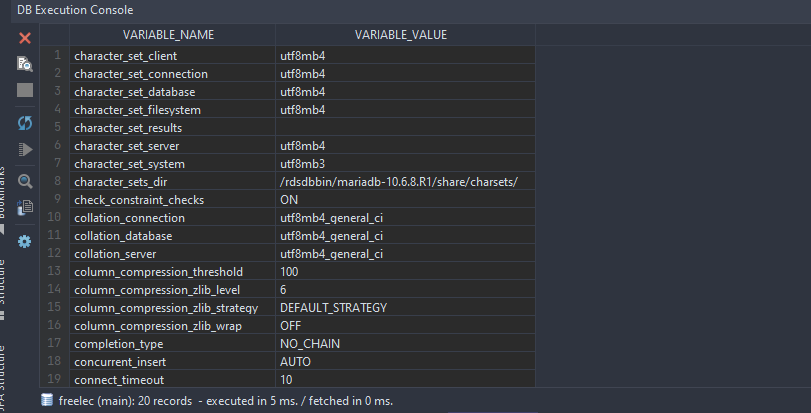 DB Execution Console
VARIABLE_NAME VARIABLE_VALUE
1 character_set_client utf8mb4
2 character_set_connection utf8mb4
3 character_set_database utf8mb4
4 character_set_filesystem utf8mb4
5 character_set_results
6 character_set_server utf8mb4
7 character_set_system utf8mb3
8 character_sets_dir /rdsdbbin/mariadb-10.6.8.R1/share/charsets/
9 check_constraint_checks ON
10 collation_connection utf8mb4_general_ci
11 collation_database utf8mb4_general_ci
12 collation_server utf8mb4_general_ci
13 column_compression_threshold 100
14 column_compression_zlib_level 6
15 column_compression_zlib_strategy DEFAULT_STRATEGY
16 column_compression_zlib_wrap OFF
17 completion_type NO_CHAIN
18 concurrent_insert AUTO
19 connect_timeout 10
freelec (main): 20 records - executed in 5 ms. / fetched in 0 ms.